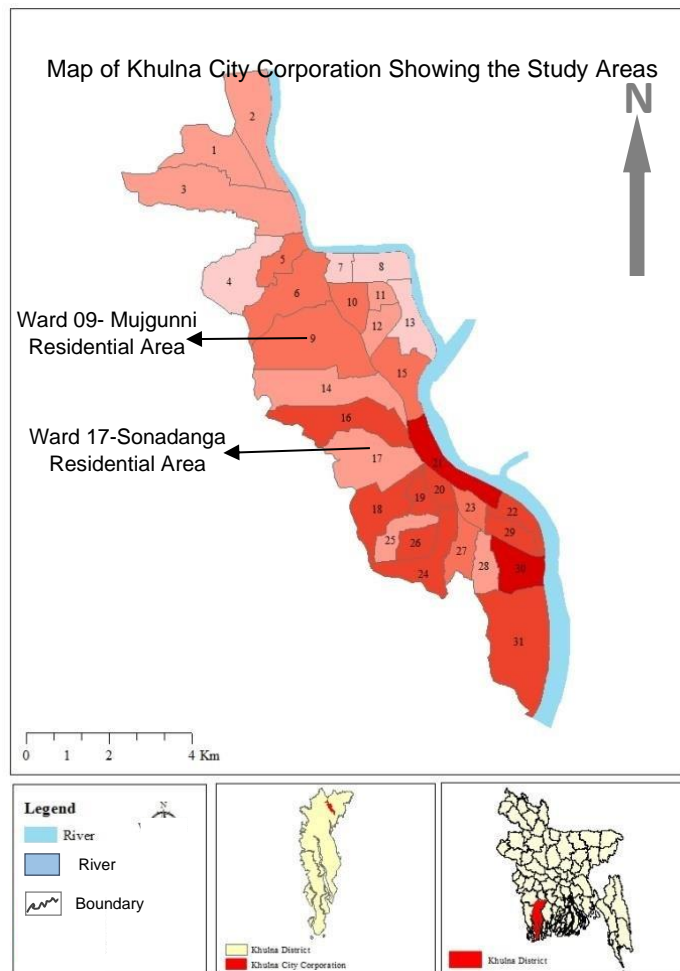 Map of Khulna City Corporation Showing the Study Areas
N
2
1
3
4
5
7
8
6
10
11
13
12
Ward 09- Mujgunni
Residential Area
9
15
14
16
Ward 17-Sonadanga
Residential Area
17
21
20
19
18
23
22
29
25
26
27
28
30
24
31
0 1 2 4 Km
Legend
N
River
River
Boundary
Khulna District
Khulna City Corporation
Khulna District